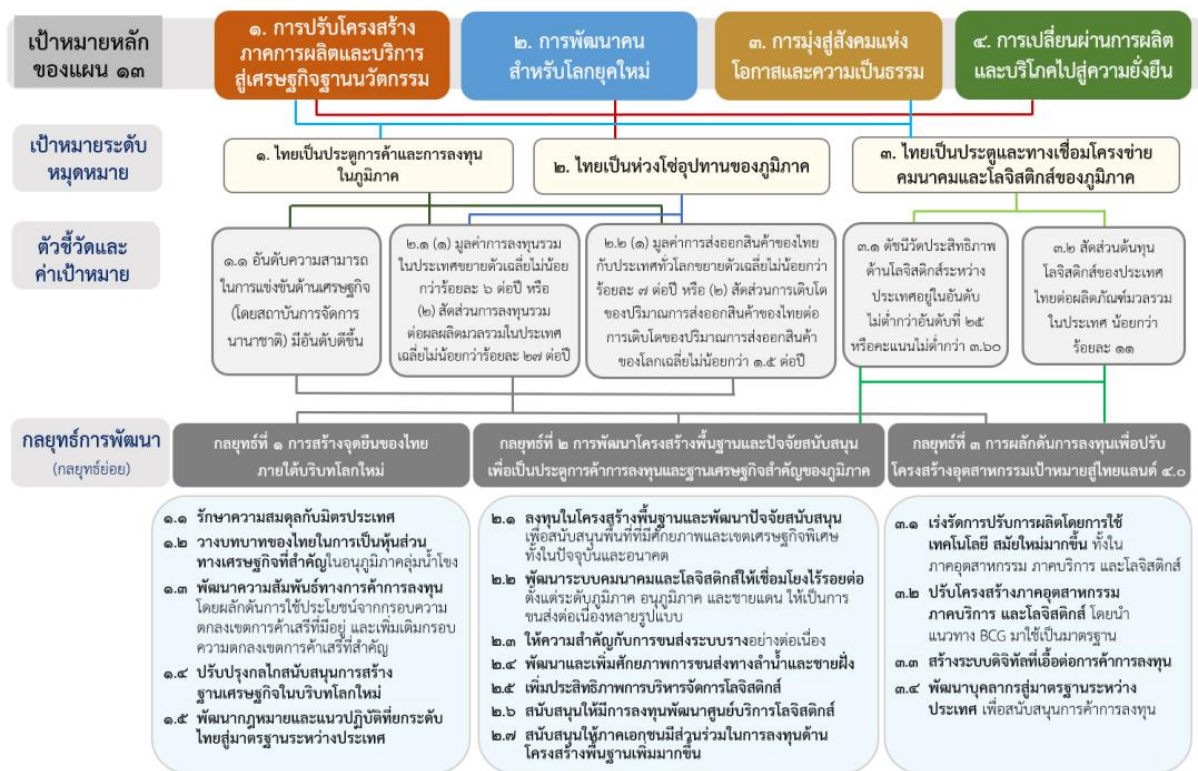 เป้าหมายหลัก
ของแผน ๑๓
๑. การปรับโครงสร้าง
ภาคการผลิตและบริการ
สู่เศรษฐกิจฐานนวัตกรรม
๒. การพัฒนาคน
สำหรับโลกยุคใหม่
๓. การมุ่งสู่สังคมแห่ง
โอกาสและความเป็นธรรม
๔. การเปลี่ยนผ่านการผลิต
และบริโภคไปสู่ความยั่งยืน
เป้าหมายระดับ
หมุดหมาย
๑. ไทยเป็นประตูการค้าและการลงทุน
ในภูมิภาค
๒. ไทยเป็นห่วงโซ่อุปทานของภูมิภาค
๓. ไทยเป็นประตูและทางเชื่อมโครงข่าย
คมนาคมและโลจิสติกส์ของภูมิภาค
ตัวชี้วัดและ
ค่าเป้าหมาย
๑.๑ อันดับความสามารถ
ในการแข่งขันด้านเศรษฐกิจ
(โดยสถาบันการจัดการ
นานาชาติ) มีอันดับดีขึ้น
๒.๑ (๑) มูลค่าการลงทุนรวม
ในประเทศขยายตัวเฉลี่ยไม่น้อย
กว่าร้อยละ ๖ ต่อปี หรือ
(๒) สัดส่วนการลงทุนรวม
ต่อผลผลิตมวลรวมในประเทศ
เฉลี่ยไม่น้อยกว่าร้อยละ ๒๗ ต่อปี
๒.๒ (๑) มูลค่าการส่งออกสินค้าของไทย
กับประเทศทั่วโลกขยายตัวเฉลี่ยไม่น้อยกว่า
ร้อยละ ๗ ต่อปี หรือ (๒) สัดส่วนการเติบโต
ของปริมาณการส่งออกสินค้าของไทยต่อ
การเติบโตของปริมาณการส่งออกสินค้า
ของโลกเฉลี่ยไม่น้อยกว่า ๑.๕ ต่อปี
๓.๑ ดัชนีวัดประสิทธิภาพ
ด้านโลจิสติกส์ระหว่าง
ประเทศอยู่ในอันดับ
ไม่ต่ำกว่าอันดับที่ ๒๕
หรือคะแนนไม่ต่ำกว่า ๓.๖๐
๓.๒ สัดส่วนต้นทุน
โลจิสติกส์ของประเทศ
ไทยต่อผลิตภัณฑ์มวลรวม
ในประเทศ น้อยกว่า
ร้อยละ ๑๑
กลยุทธ์การพัฒนา
(กลยุทธ์ย่อย)
กลยุทธ์ที่ ๑ การสร้างจุดยืนของไทย
ภายใต้บริบทโลกใหม่
กลยุทธ์ที่ ๒ การพัฒนาโครงสร้างพื้นฐานและปัจจัยสนับสนุน
เพื่อเป็นประตูการค้าการลงทุนและฐานเศรษฐกิจสำคัญของภูมิภาค
กลยุทธ์ที่ ๓ การผลักดันการลงทุนเพื่อปรับ
โครงสร้างอุตสาหกรรมเป้าหมายสู่ไทยแลนด์ ๔.๐
๑.๑ รักษาความสมดุลกับมิตรประเทศ
๑.๒ วางบทบาทของไทยในการเป็นหุ้นส่วน
ทางเศรษฐกิจที่สำคัญในอนุภูมิภาคลุ่มน้ำโขง
๑.๓ พัฒนาความสัมพันธ์ทางการค้าการลงทุน
โดยผลักดันการใช้ประโยชน์จากกรอบความ
ตกลงเขตการค้าเสรีที่มีอยู่ และเพิ่มเติมกรอบ
ความตกลงเขตการค้าเสรีที่สำคัญ
๑.๔ ปรับปรุงกลไกสนับสนุนการสร้าง
ฐานเศรษฐกิจในบริบทโลกใหม่
๑.๕ พัฒนากฎหมายและแนวปฏิบัติที่ยกระดับ
ไทยสู่มาตรฐานระหว่างประเทศ
๒.๑ ลงทุนในโครงสร้างพื้นฐานและพัฒนาปัจจัยสนับสนุน
เพื่อสนับสนุนพื้นที่ที่มีศักยภาพและเขตเศรษฐกิจพิเศษ
ทั้งในปัจจุบันและอนาคต
๒.๒ พัฒนาระบบคมนาคมและโลจิสติกส์ให้เชื่อมโยงไร้รอยต่อ
ตั้งแต่ระดับภูมิภาค อนุภูมิภาค และชายแดน ให้เป็นการ
ขนส่งต่อเนื่องหลายรูปแบบ
๒.๓ ให้ความสำคัญกับการขนส่งระบบรางอย่างต่อเนื่อง
๒.๔ พัฒนาและเพิ่มศักยภาพการขนส่งทางลำน้ำและชายฝั่ง
๒.๕ เพิ่มประสิทธิภาพการบริหารจัดการโลจิสติกส์
๒.๖ สนับสนุนให้มีการลงทุนพัฒนาศูนย์บริการโลจิสติกส์
๒.๗ สนับสนุนให้ภาคเอกชนมีส่วนร่วมในการลงทุนด้าน
โครงสร้างพื้นฐานเพิ่มมากขึ้น
๓.๑ เร่งรัดการปรับการผลิตโดยการใช้
เทคโนโลยี สมัยใหม่มากขึ้น ทั้งใน
ภาคอุตสาหกรรม ภาคบริการ และโลจิสติกส์
๓.๒ ปรับโครงสร้างภาคอุตสาหกรรม
ภาคบริการ และโลจิสติกส์ โดยนำ
แนวทาง BCG มาใช้เป็นมาตรฐาน
๓.๓ สร้างระบบดิจิทัลที่เอื้อต่อการค้าการลงทุน
๓.๔ พัฒนาบุคลากรสู่มาตรฐานระหว่าง
ประเทศ เพื่อสนับสนุนการค้าการลงทุน